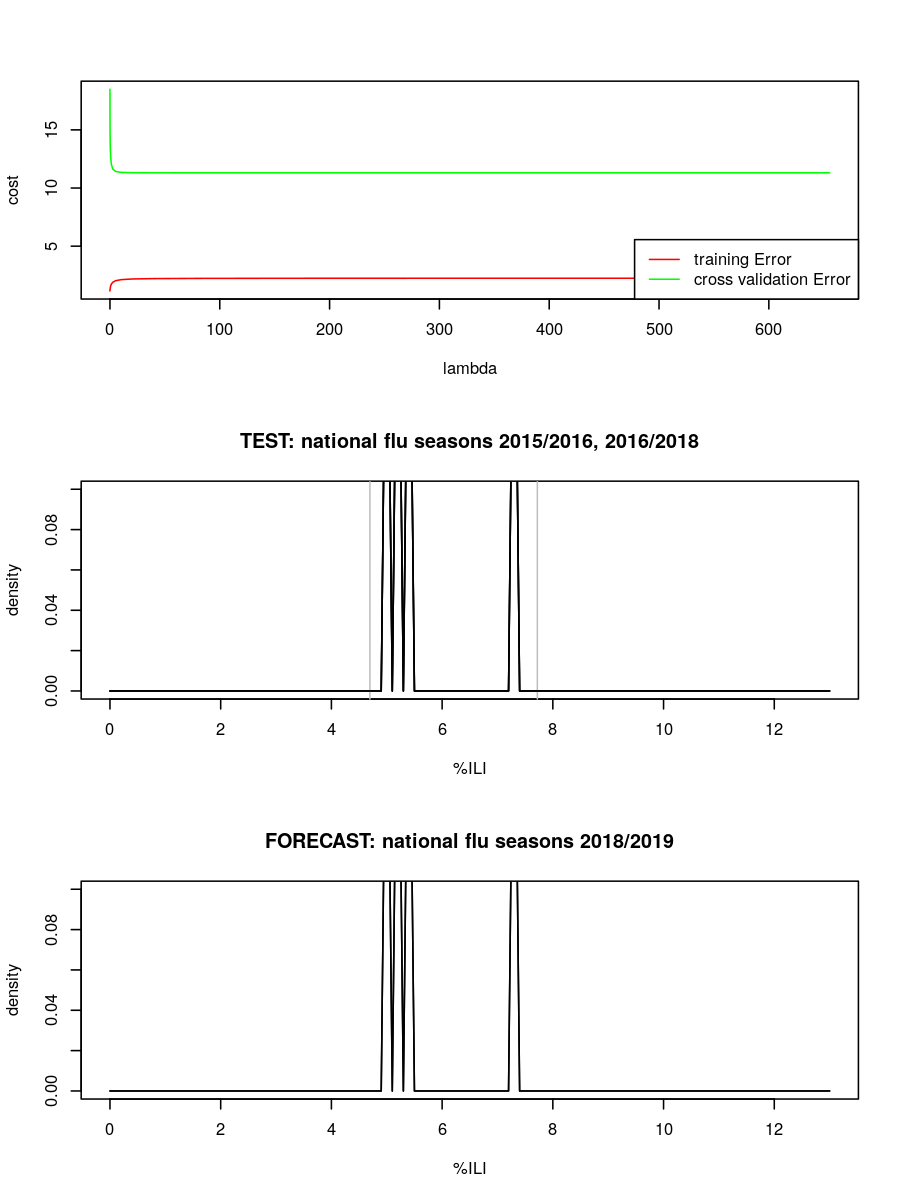 cost
15
10
5
training Error
cross validation Error
0 100 200 300 400 500 600
lambda
TEST: national flu seasons 2015/2016, 2016/2018
density
0.08
0.04
0.00
0 2 4 6 8 10 12
%ILI
FORECAST: national flu seasons 2018/2019
density
0.08
0.04
0.00
0 2 4 6 8 10 12
%ILI